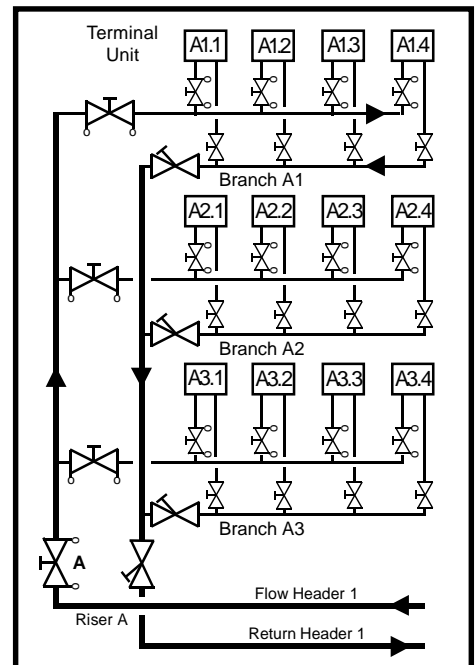 Terminal
Unit
A1.1 A1.2 A1.3 A1.4
Branch A1
A2.1 A2.2 A2.3 A2.4
Branch A2
A3.1 A3.2 A3.3 A3.4
Branch A3
A
Flow Header 1
Riser A
Return Header 1